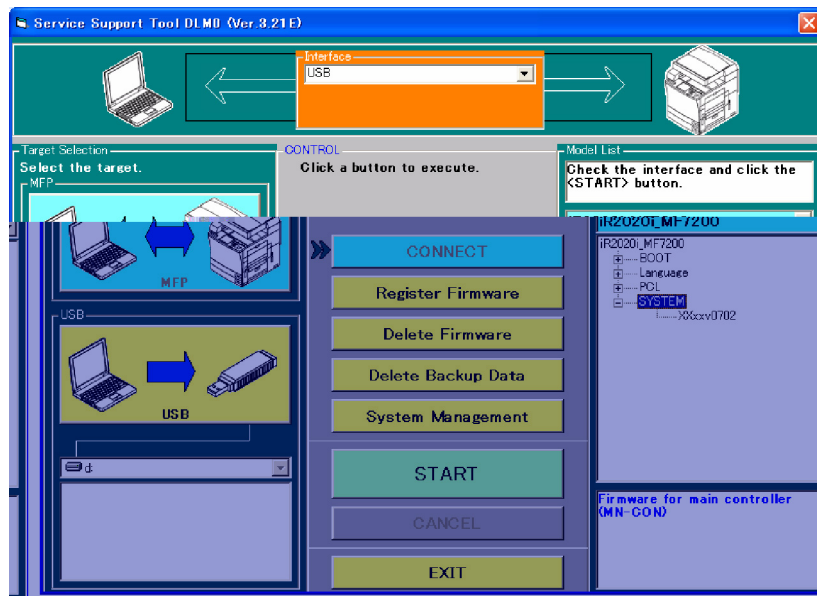 Service Support Tool DLM0 (Ver.3.21E)
Interface
USB
Target Selection
Select the target.
MFP
CONTROL
Click a button to execute.
Model List
Check the interface and click the
<START> button.
MFP
USB
USB
d:
CONNECT
Register Firmware
Delete Firmware
Delete Backup Data
System Management
START
CANCEL
EXIT
iR2020i_MF7200
iR2020i_MF7200
BOOT
Language
PCL
SYSTEM
XXxxv0702
Firmware for main controller
(MN-CON)